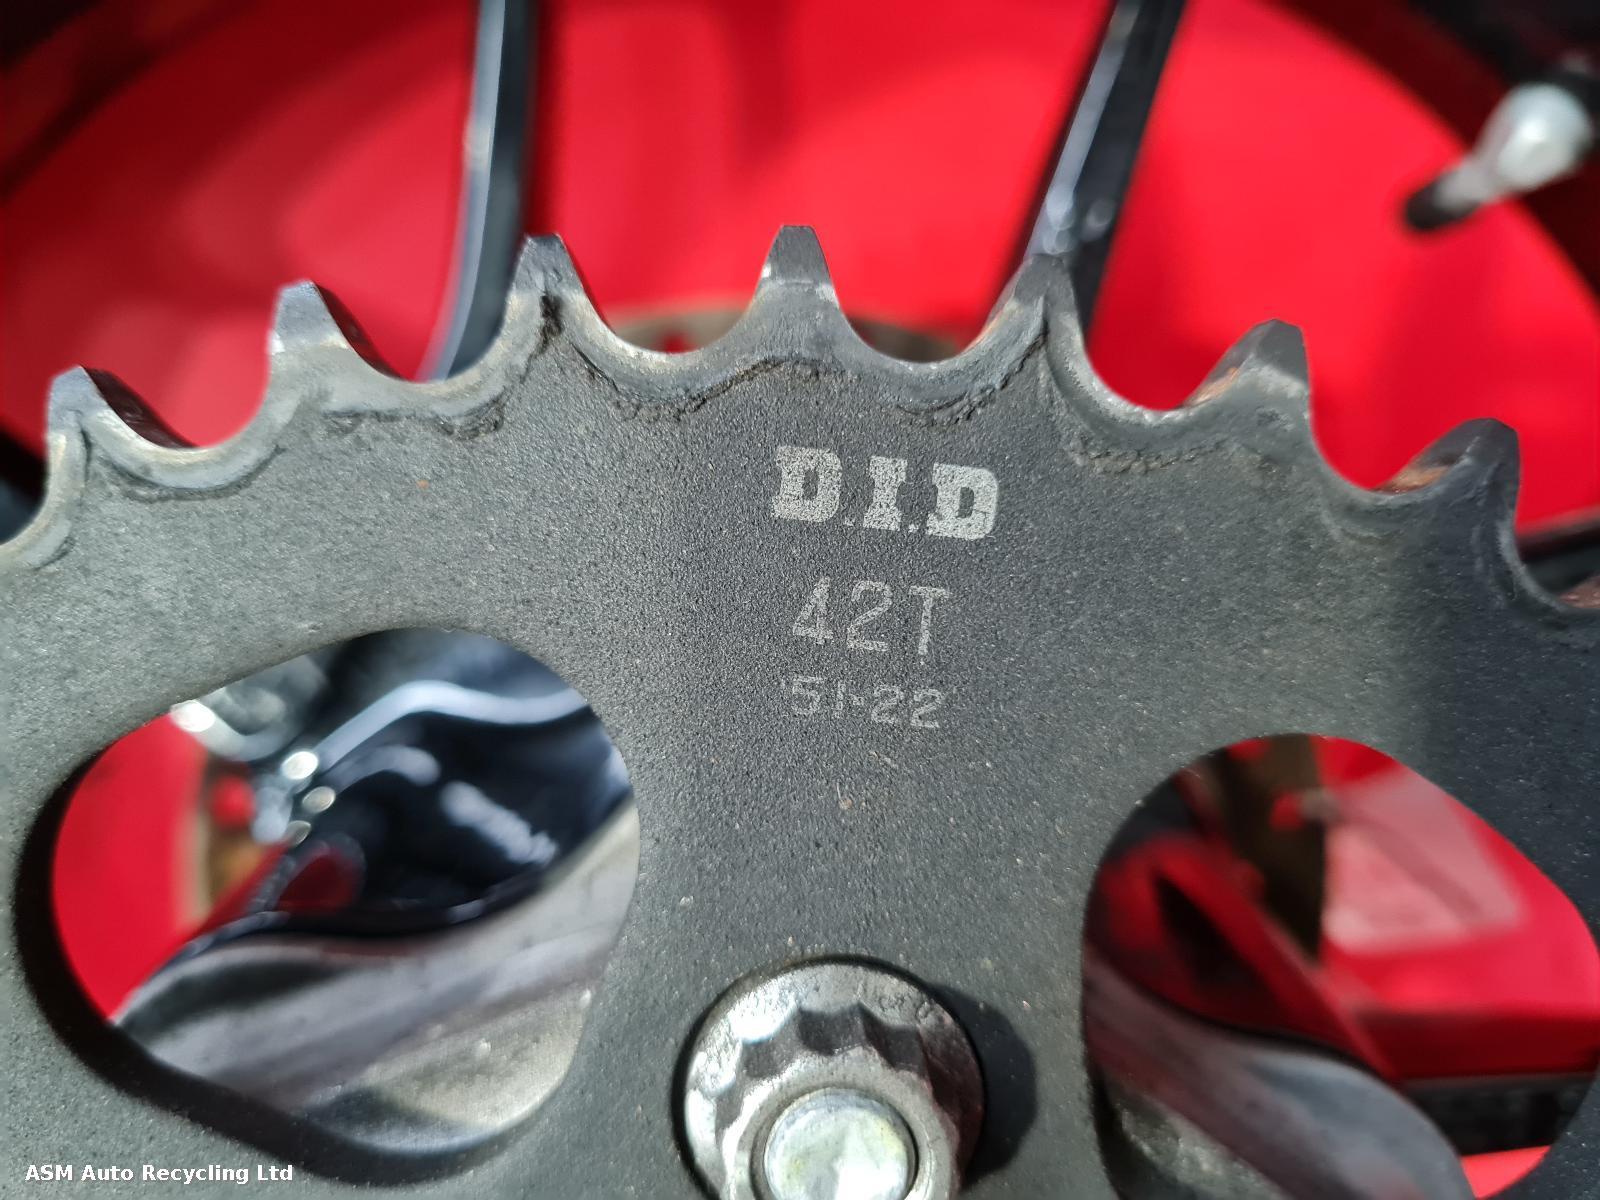 D.I.D
42T
51-22
ASM Auto Recycling Ltd